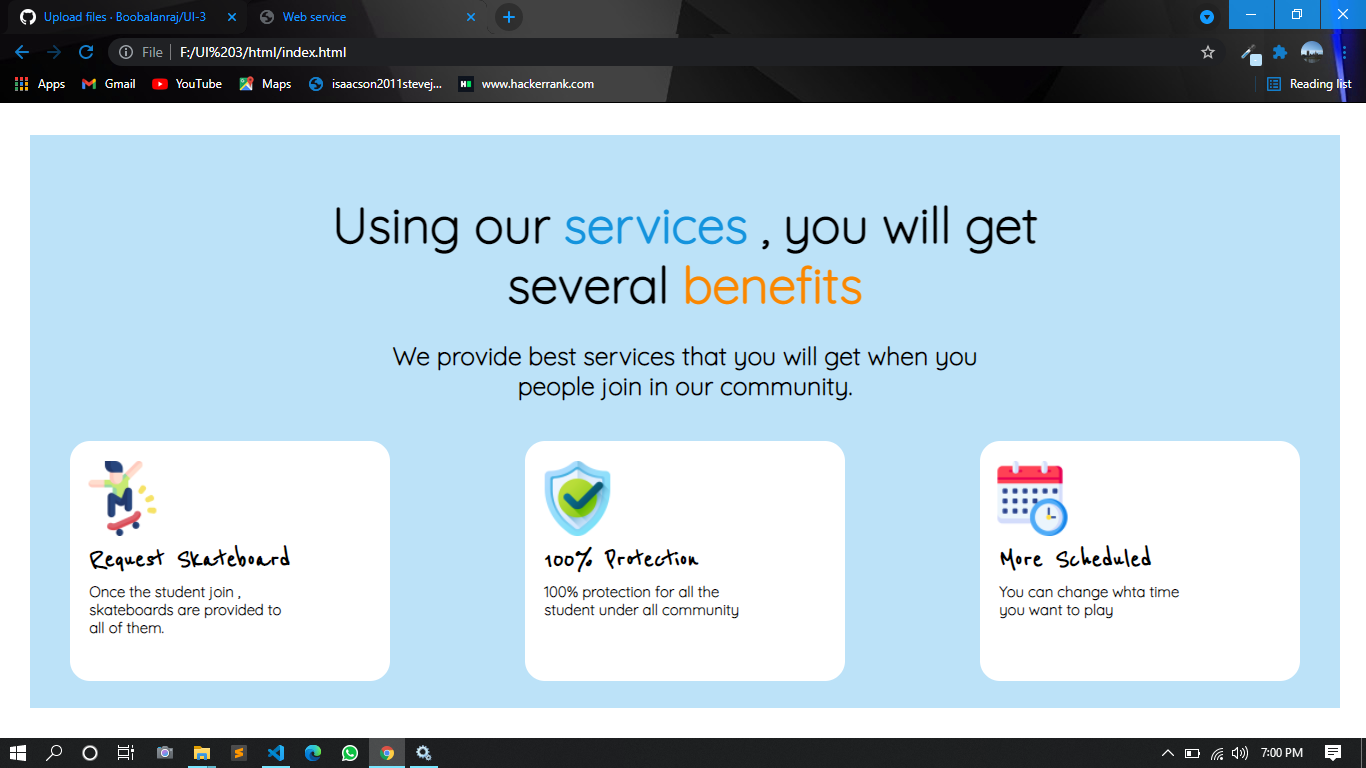 Upload files · Boobalanraj/UI-3
Web service
File
F:/UI%203/html/index.html
Apps
Gmail
YouTube
Maps
isaacson2011stevej...
www.hackerrank.com
Reading list
Using our services , you will get
several benefits
We provide best services that you will get when you
people join in our community.
Request Skateboard
Once the student join ,
skateboards are provided to
all of them.
100% Protection
100% protection for all the
student under all community
More Scheduled
You can change whta time
you want to play
7:00 PM